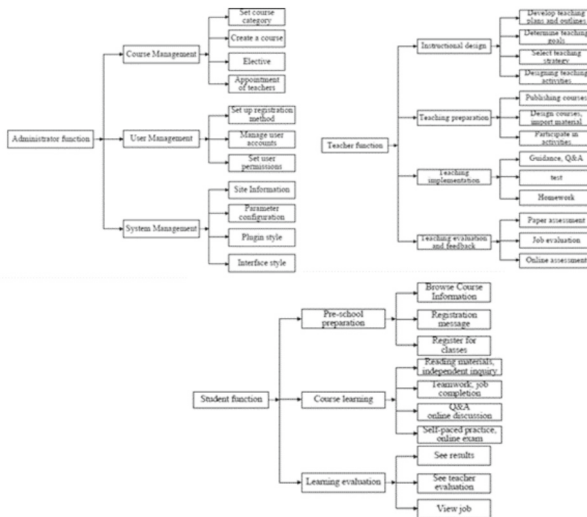 Administrator function
Course Management
Set course
category
Create a course
Elective
Appointment
of teachers
User Management
Set up registration
method
Manage user
accounts
Set user
permissions
System Management
Site Information
Parameter
configuration
Plugin style
Interface style
Teacher function
Instructional design
Develop teaching
plans and outlines
Determine teaching
goals
Select teaching
strategy
Designing teaching
activities
Teaching preparation
Publishing courses
Design courses,
import material
Participate in
activities
Teaching
implementation
Guidance, Q&A
test
Homework
Teaching evaluation
and feedback
Paper assessment
Job evaluation
Online assessment
Student function
Pre-school
preparation
Browse Course
Information
Registration
message
Register for
classes
Course learning
Reading materials,
independent inquiry
Teamwork, job
completion
Q&A
online discussion
Self-paced practice,
online exam
Learning evaluation
See results
See teacher
evaluation
View job